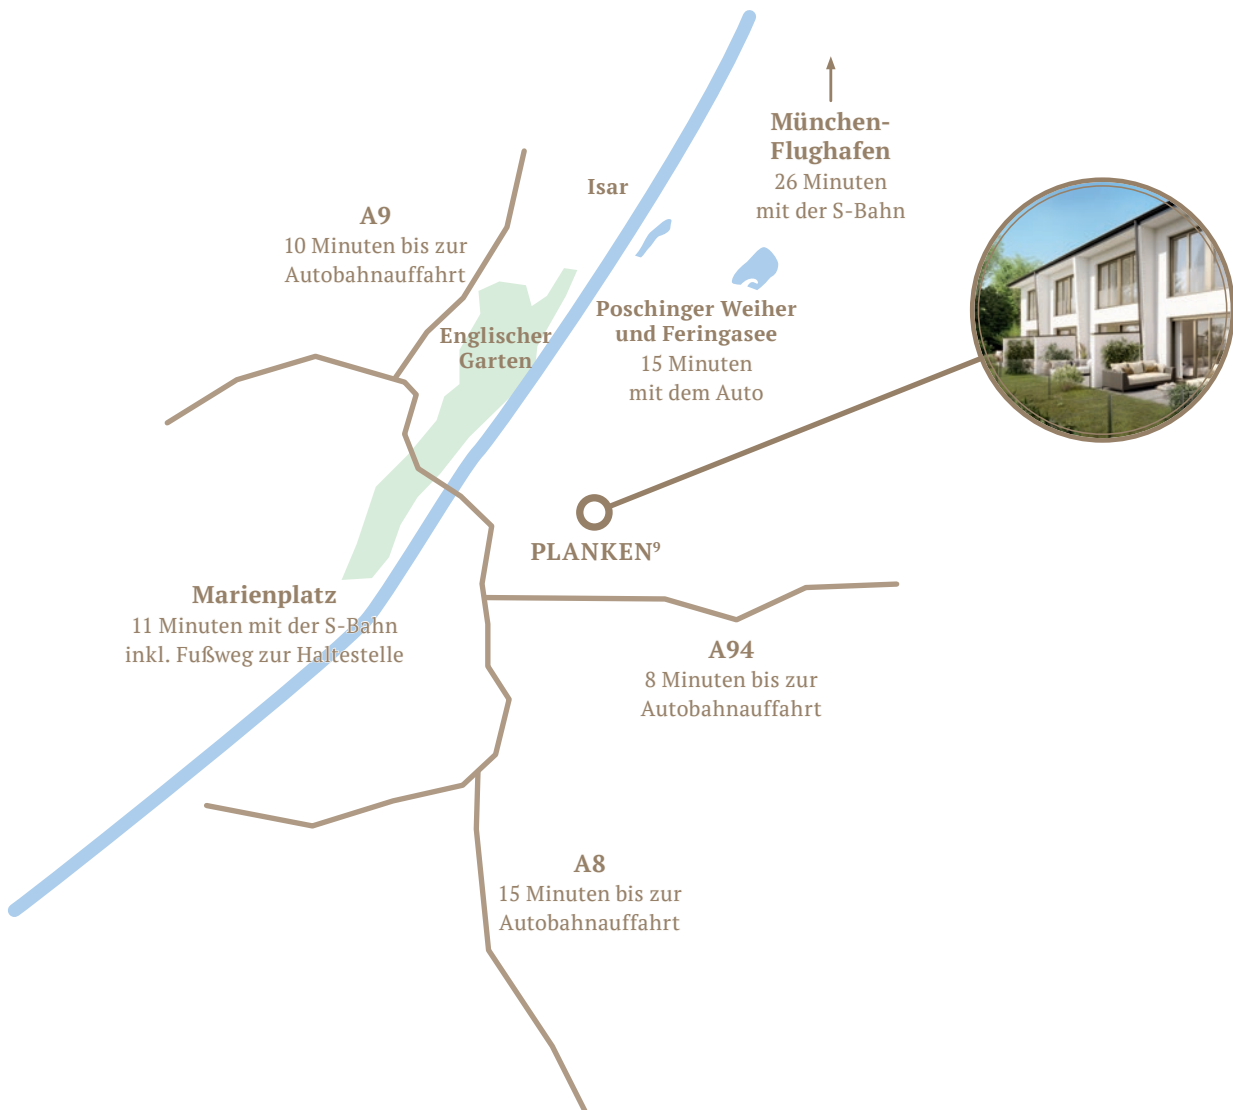 München-
Flughafen
26 Minuten
mit der S-Bahn
Isar
A9
10 Minuten bis zur
Autobahnauffahrt
Englischer
Garten
Poschinger Weiher
und Feringasee
15 Minuten
mit dem Auto
PLANKEN⁹
Marienplatz
11 Minuten mit der S-Bahn
inkl. Fußweg zur Haltestelle
A94
8 Minuten bis zur
Autobahnauffahrt
A8
15 Minuten bis zur
Autobahnauffahrt